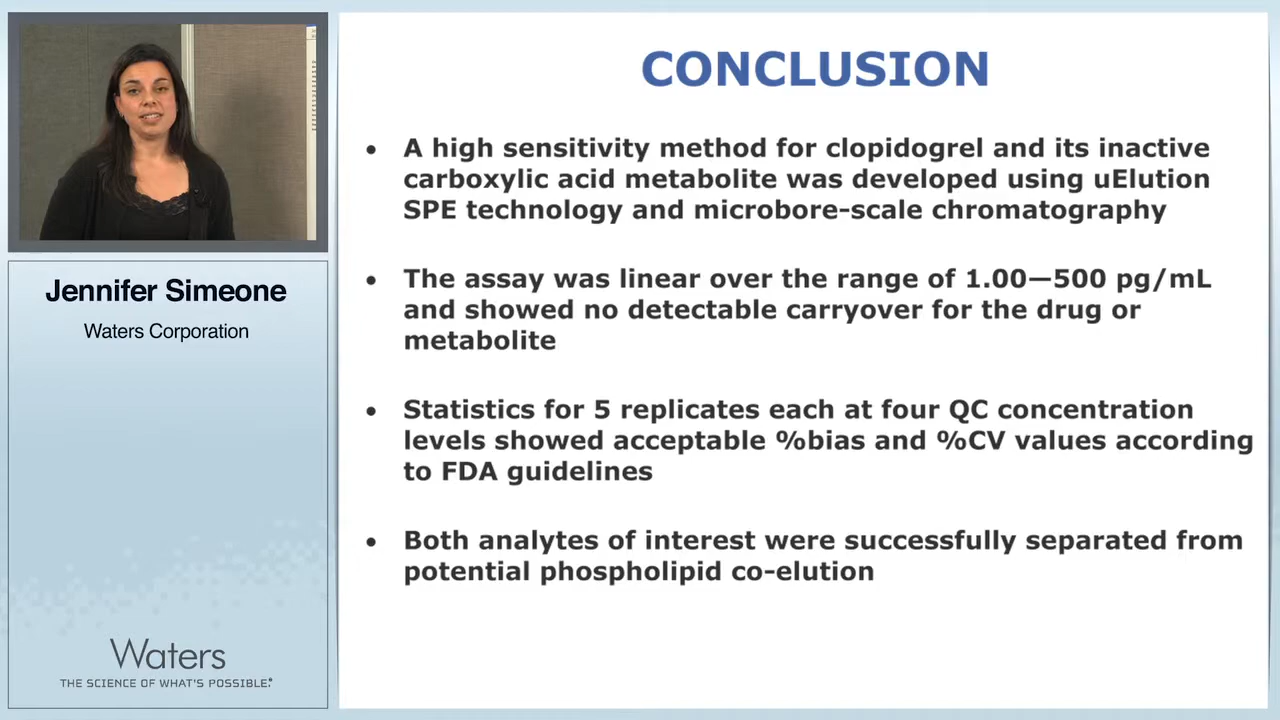 CONCLUSION
• A high sensitivity method for clopidogrel and its inactive
carboxylic acid metabolite was developed using uElution
SPE technology and microbore-scale chromatography
• The assay was linear over the range of 1.00—500 pg/mL
and showed no detectable carryover for the drug or
metabolite
• Statistics for 5 replicates each at four QC concentration
levels showed acceptable %bias and %CV values according
to FDA guidelines
• Both analytes of interest were successfully separated from
potential phospholipid co-elution
Jennifer Simeone
Waters Corporation
Waters
THE SCIENCE OF WHAT'S POSSIBLE.®